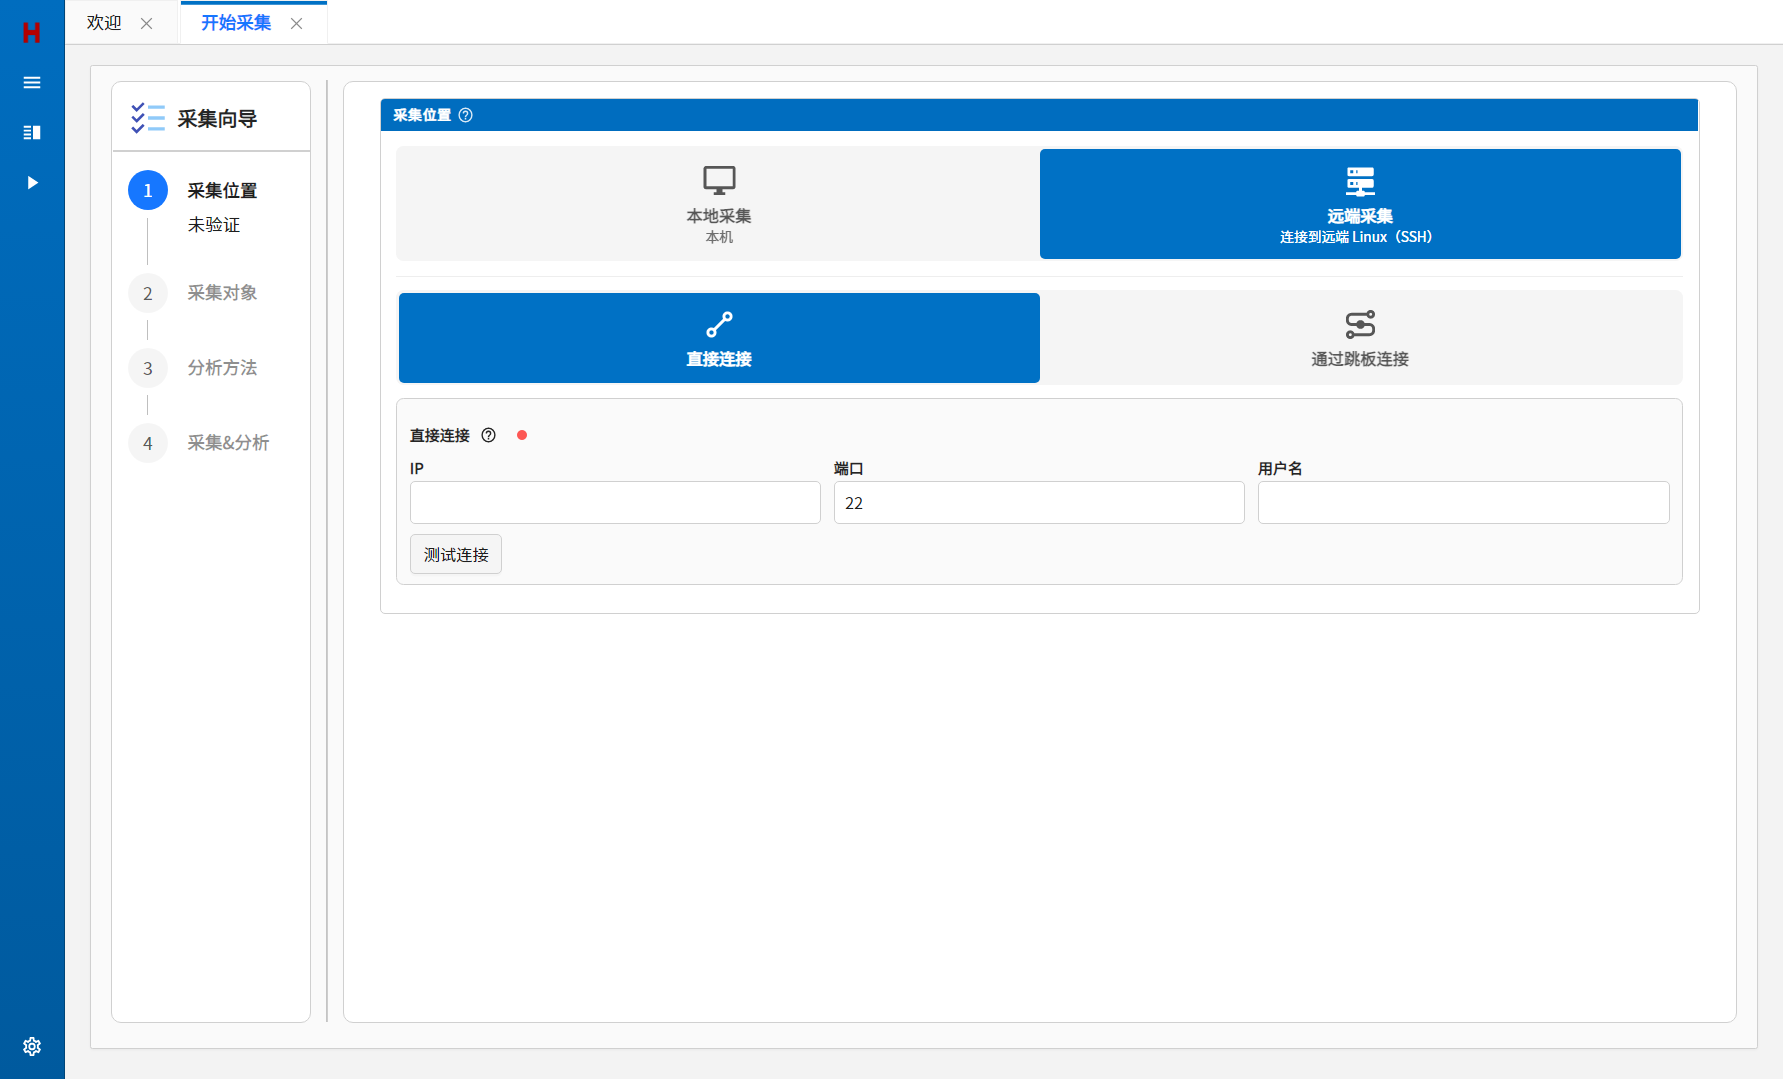 H
欢迎
开始采集
采集向导
1
采集位置
未验证
2
采集对象
3
分析方法
4
采集&分析
采集位置
本地采集
本机
远端采集
连接到远端 Linux（SSH）
直接连接
通过跳板连接
直接连接
IP
端口
用户名
22
测试连接